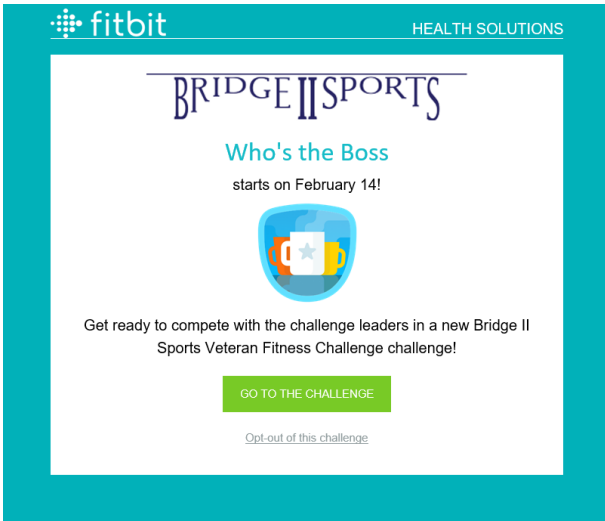 fitbit
HEALTH SOLUTIONS
BRIDGE II SPORTS
Who's the Boss
starts on February 14!
Get ready to compete with the challenge leaders in a new Bridge II
Sports Veteran Fitness Challenge challenge!
GO TO THE CHALLENGE
Opt-out of this challenge